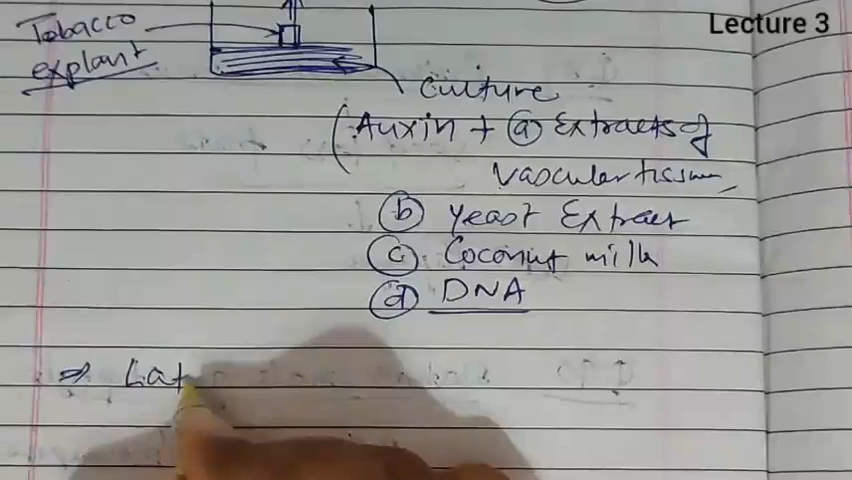 Lecture 3
Tobacco
explant
Culture
(Auxin + (a) Extracts of
Vascular tissue
(b) Yeast Extract
(c) Coconut milk
(d) DNA
⇒ Lat